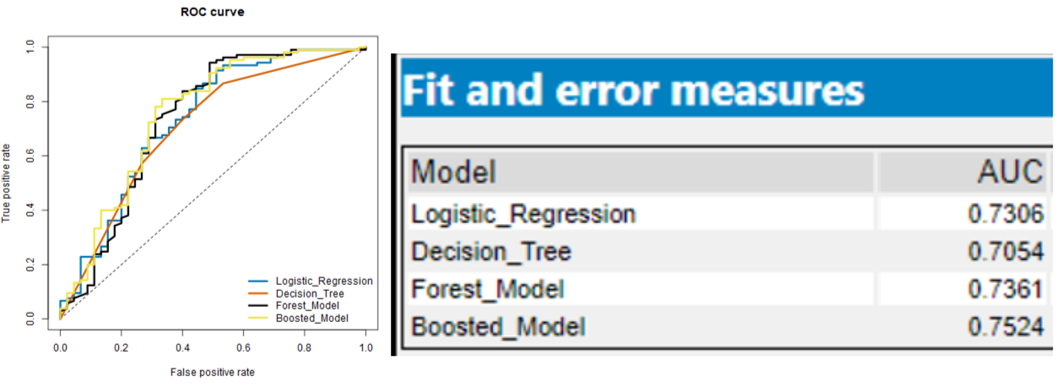 ROC curve
True positive rate
1.0
0.8
0.6
0.4
0.2
0.0
Logistic_Regression
Decision_Tree
Forest_Model
Boosted_Model
0.0 0.2 0.4 0.6 0.8 1.0
False positive rate
Fit and error measures
Model AUC
Logistic_Regression 0.7306
Decision_Tree 0.7054
Forest_Model 0.7361
Boosted_Model 0.7524